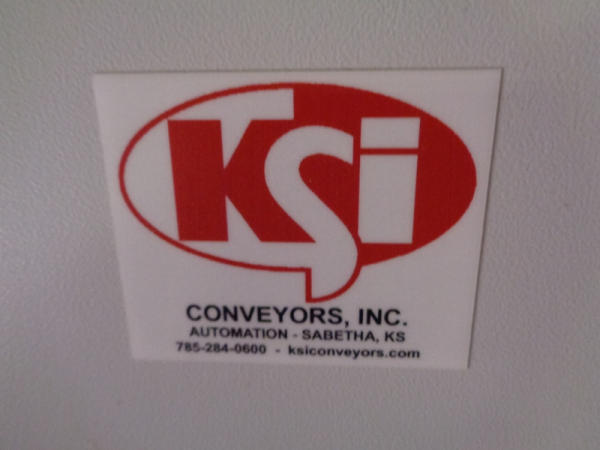 KSi
CONVEYORS, INC.
AUTOMATION - SABETHA, KS
785-284-0600 - ksiconveyors.com